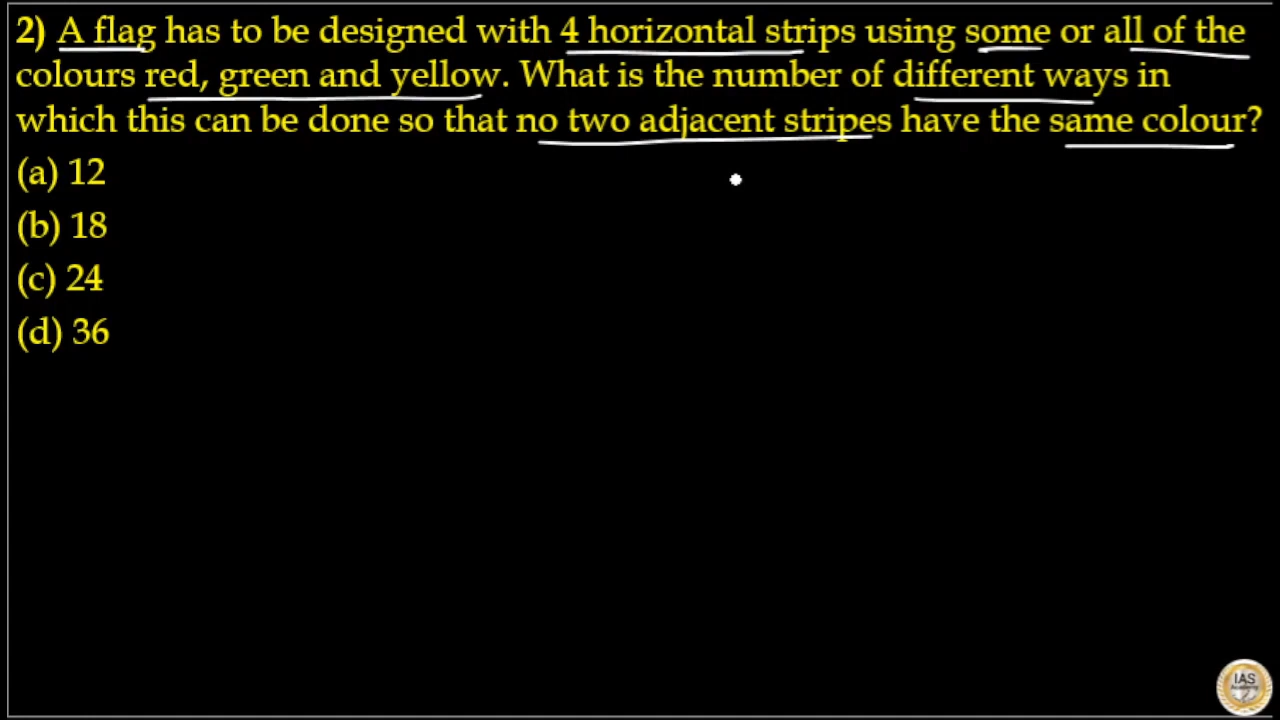 2) A flag has to be designed with 4 horizontal strips using some or all of the
colours red, green and yellow. What is the number of different ways in
which this can be done so that no two adjacent stripes have the same colour?
(a) 12
(b) 18
(c) 24
(d) 36
IAS
Academy